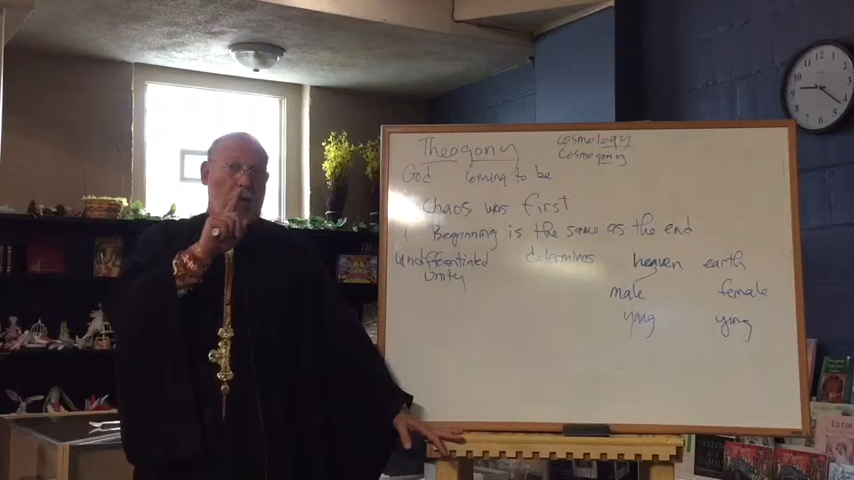 Theogony
cosmology
cosmogony
God coming to be
Chaos was First
Beginning is the same as the end
undifferentiated determines heaven earth
unity
male female
yang ying